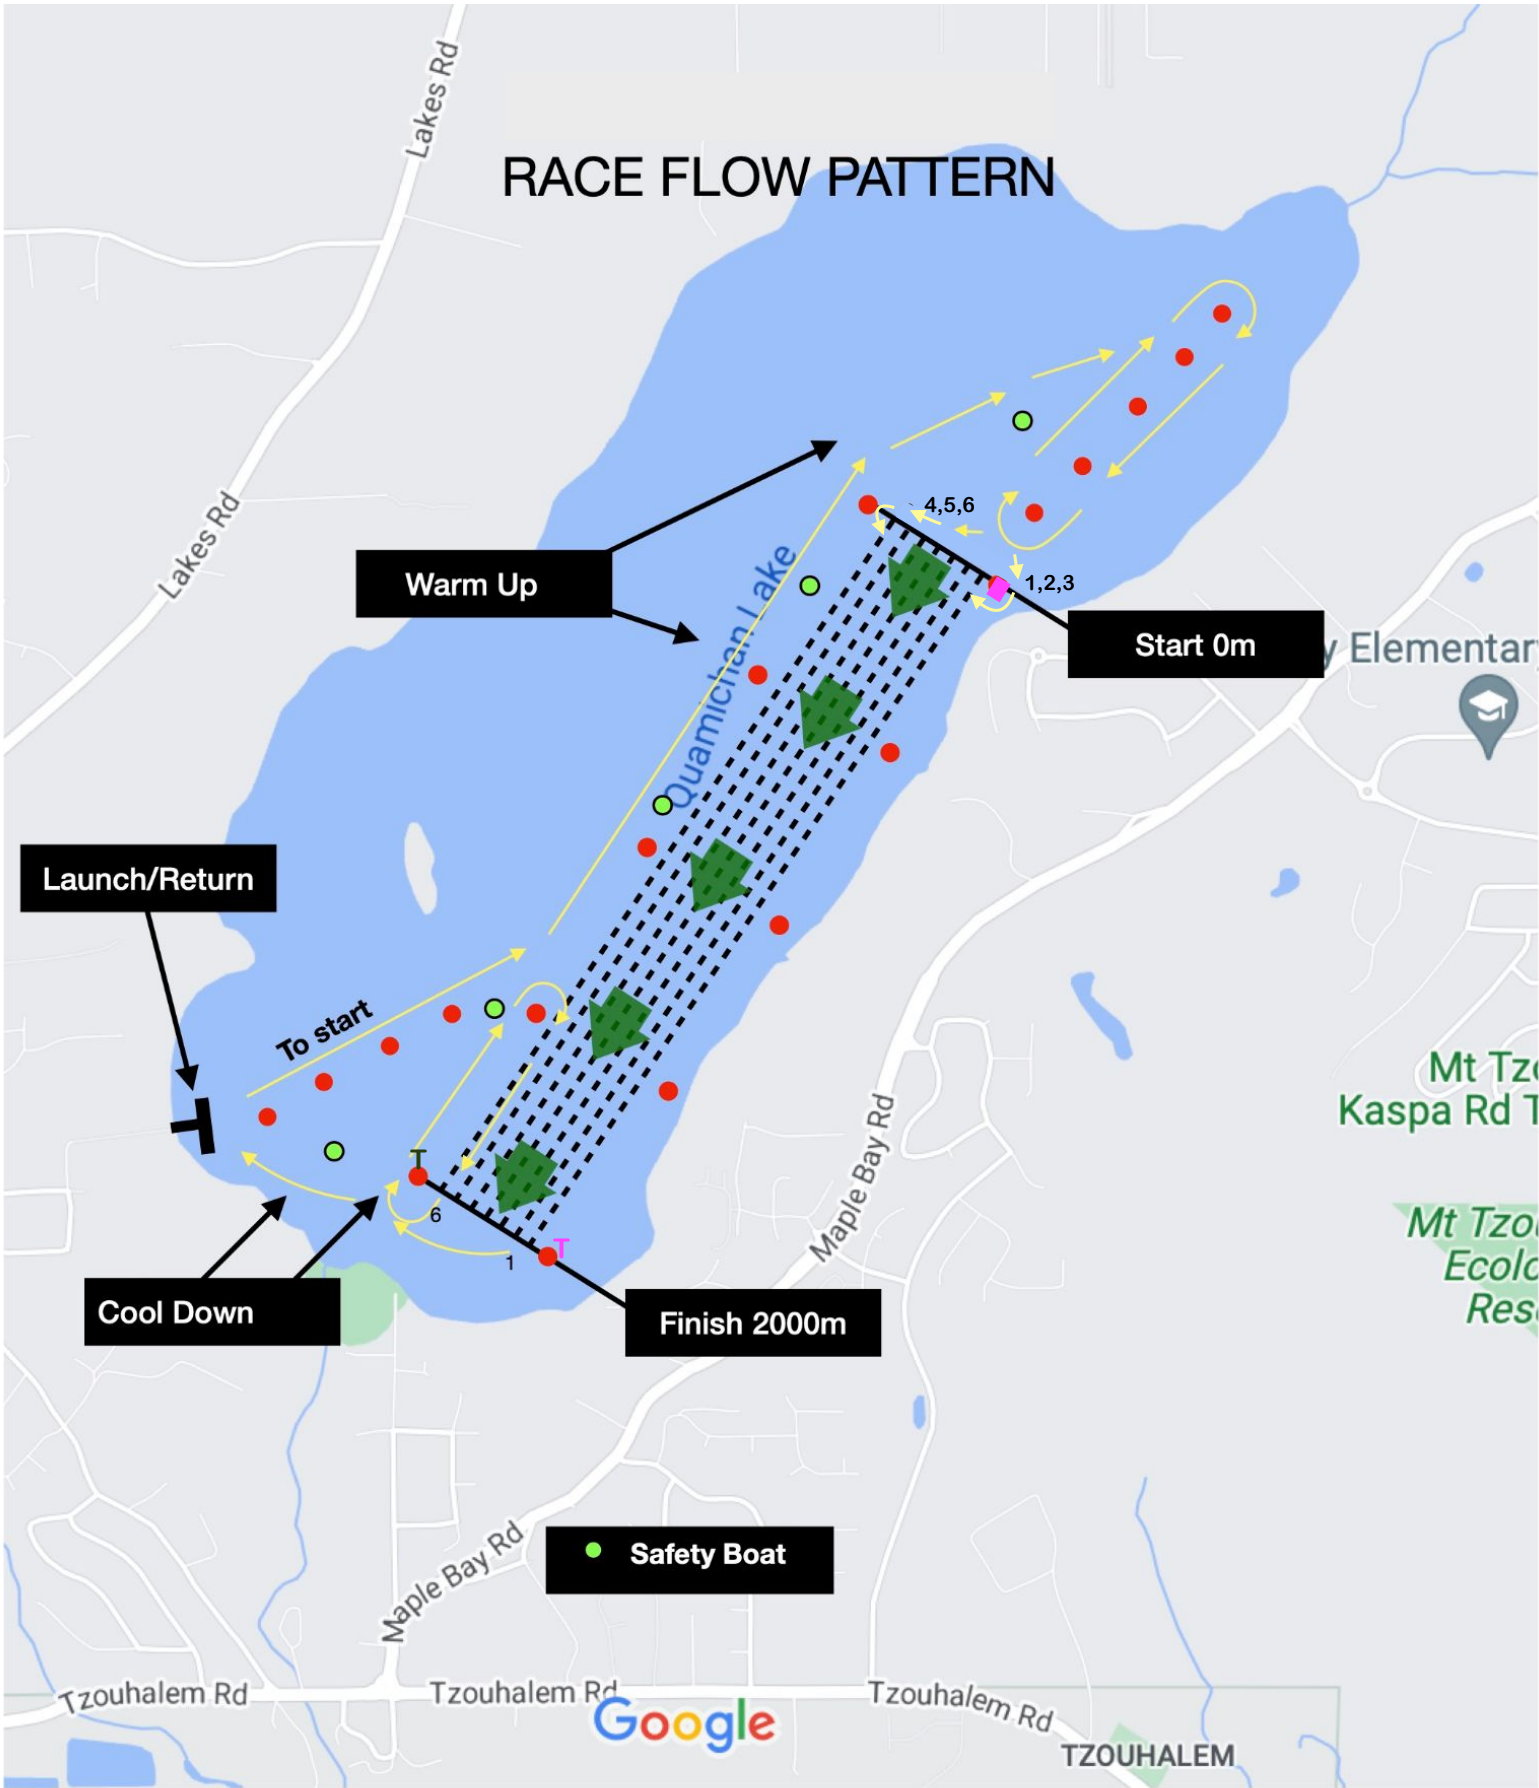 Lakes Rd
RACE FLOW PATTERN
Lakes Rd
4,5,6
Warm Up
1,2,3
Start 0m
y Elementar
Quamichan Lake
Launch/Return
To start
Mt Tz
Kaspa Rd T
Maple Bay Rd
T
6
T
1
Mt Tzo
Ecolo
Rese
Cool Down
Finish 2000m
Safety Boat
Maple Bay Rd
Tzouhalem Rd
Tzouhalem Rd
Tzouhalem Rd
Google
TZOUHALEM